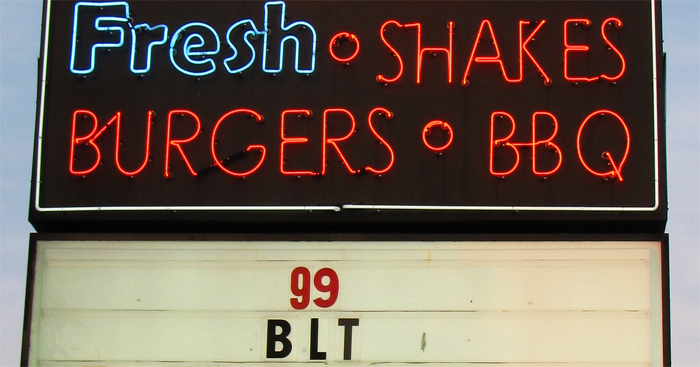 Fresh • SHAKES
BURGERS • BBQ
99
BLT